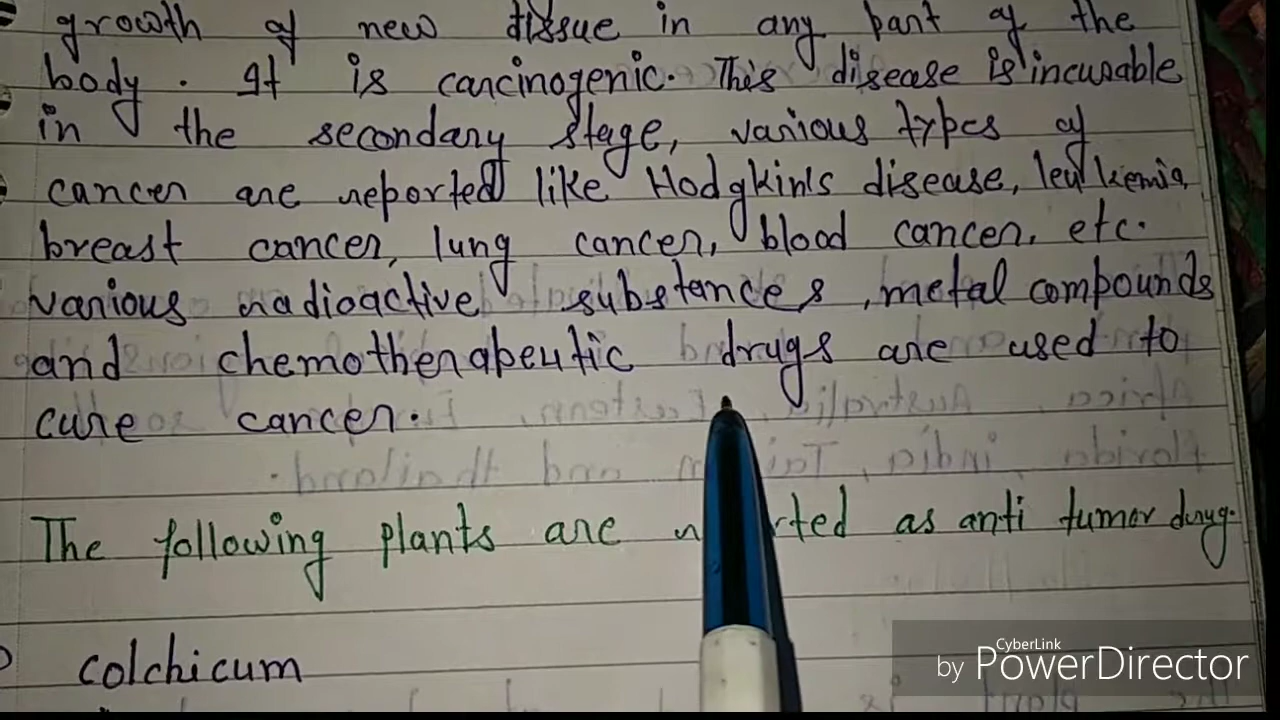 growth of new tissue in any part of the
body. It is carcinogenic. This disease is incurable
in the secondary stage, various types of
cancer are reported like Hodgkin's disease, leukemia,
breast cancer, lung cancer, blood cancer, etc.
various radioactive substances, metal compounds
and chemotherapeutic drugs are used to
cure cancer.
The following plants are as anti tumor drug.
colchicum
CyberLink
by PowerDirector